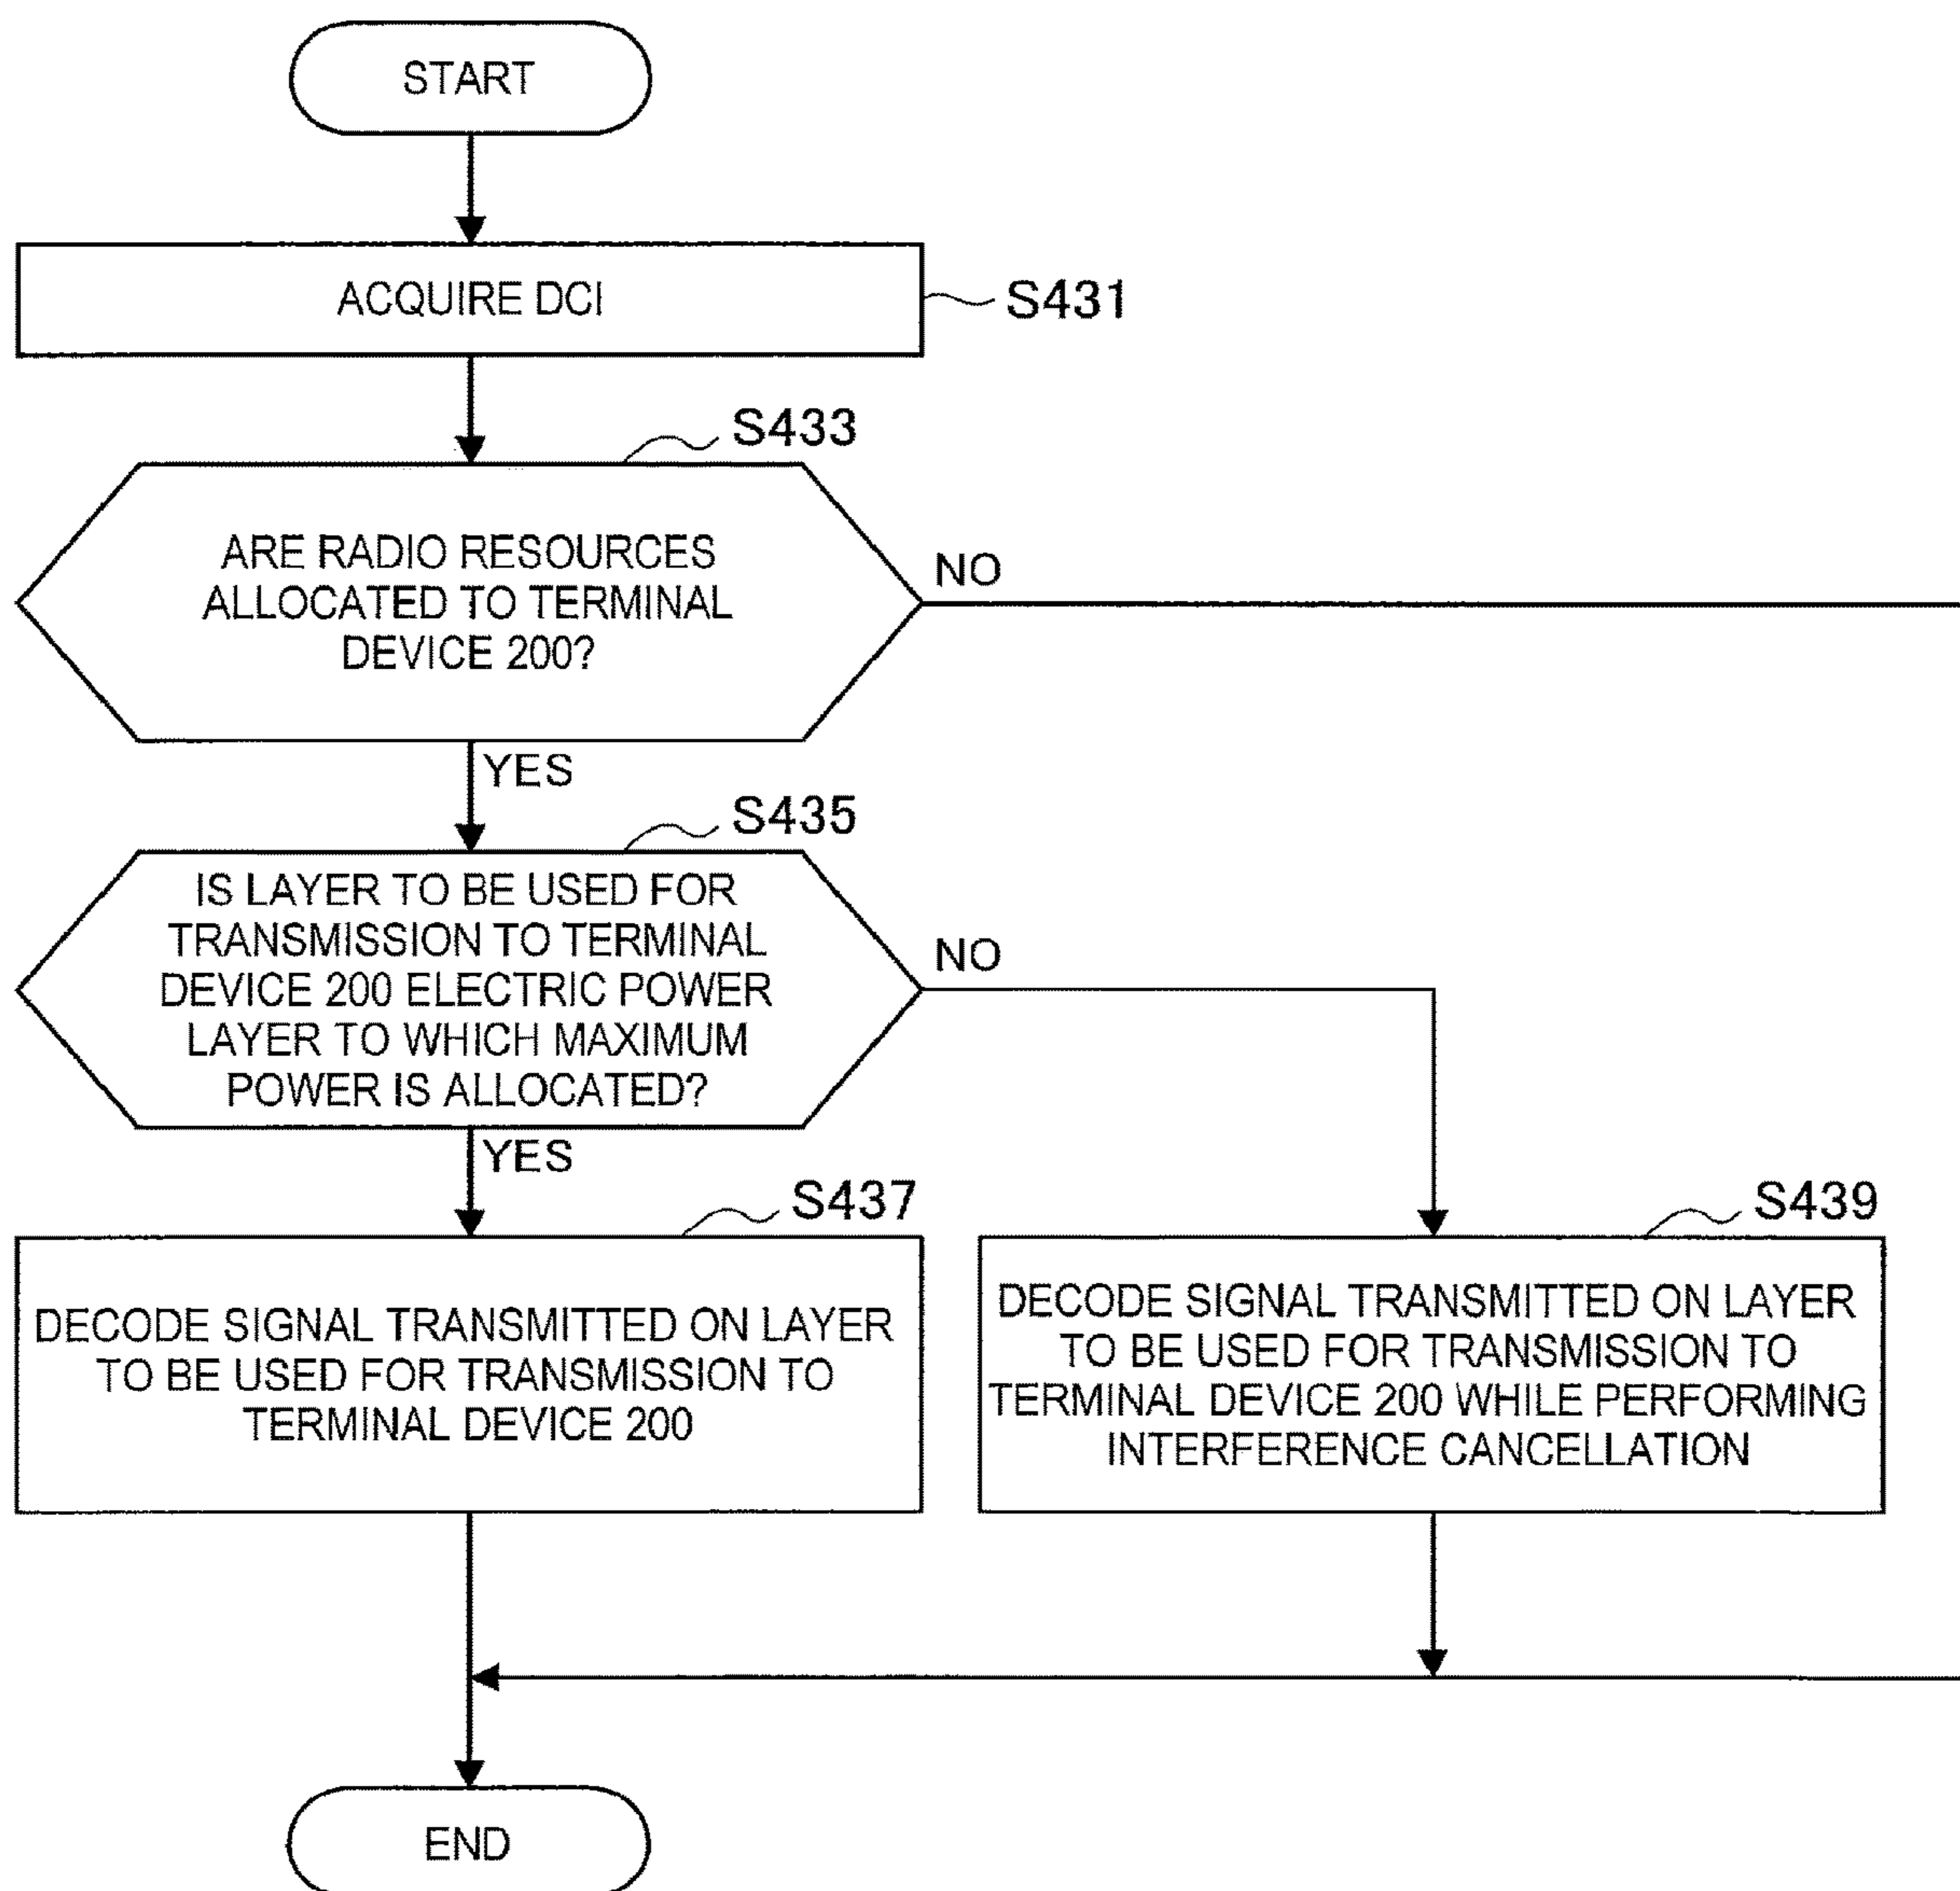 START
ACQUIRE DCI
S431
S433
ARE RADIO RESOURCES
ALLOCATED TO TERMINAL
DEVICE 200?
NO
YES
S435
IS LAYER TO BE USED FOR
TRANSMISSION TO TERMINAL
DEVICE 200 ELECTRIC POWER
LAYER TO WHICH MAXIMUM
POWER IS ALLOCATED?
NO
YES
S437
DECODE SIGNAL TRANSMITTED ON LAYER
TO BE USED FOR TRANSMISSION TO
TERMINAL DEVICE 200
S439
DECODE SIGNAL TRANSMITTED ON LAYER
TO BE USED FOR TRANSMISSION TO
TERMINAL DEVICE 200 WHILE PERFORMING
INTERFERENCE CANCELLATION
END